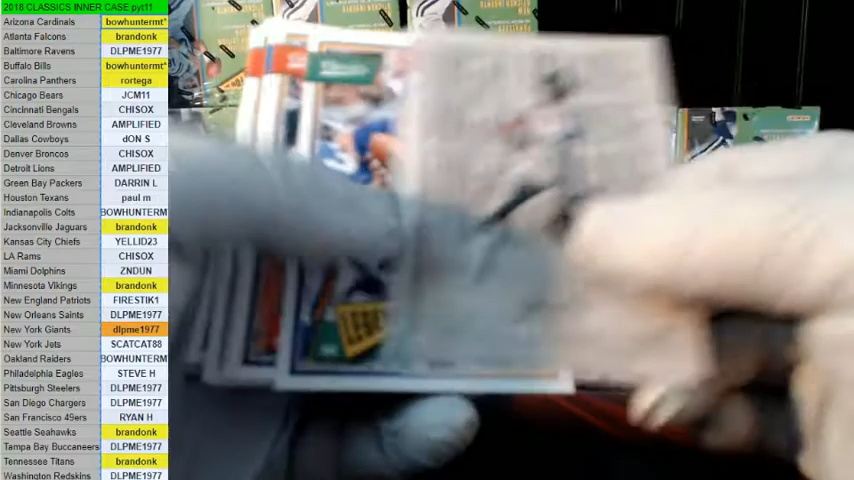 2018 CLASSICS INNER CASE pyt11
Arizona Cardinals bowhuntermt*
Atlanta Falcons brandonk
Baltimore Ravens DLPME1977
Buffalo Bills bowhuntermt*
Carolina Panthers rortega
Chicago Bears JCM11
Cincinnati Bengals CHISOX
Cleveland Browns AMPLIFIED
Dallas Cowboys dON S
Denver Broncos CHISOX
Detroit Lions AMPLIFIED
Green Bay Packers DARRIN L
Houston Texans paul m
Indianapolis Colts BOWHUNTERM
Jacksonville Jaguars brandonk
Kansas City Chiefs YELLID23
LA Rams CHISOX
Miami Dolphins ZNDUN
Minnesota Vikings brandonk
New England Patriots FIRESTIK1
New Orleans Saints DLPME1977
New York Giants dlpme1977
New York Jets SCATCAT88
Oakland Raiders BOWHUNTERM
Philadelphia Eagles STEVE H
Pittsburgh Steelers DLPME1977
San Diego Chargers DLPME1977
San Francisco 49ers RYAN H
Seattle Seahawks brandonk
Tampa Bay Buccaneers DLPME1977
Tennessee Titans brandonk
Washington Redskins DLPME1977